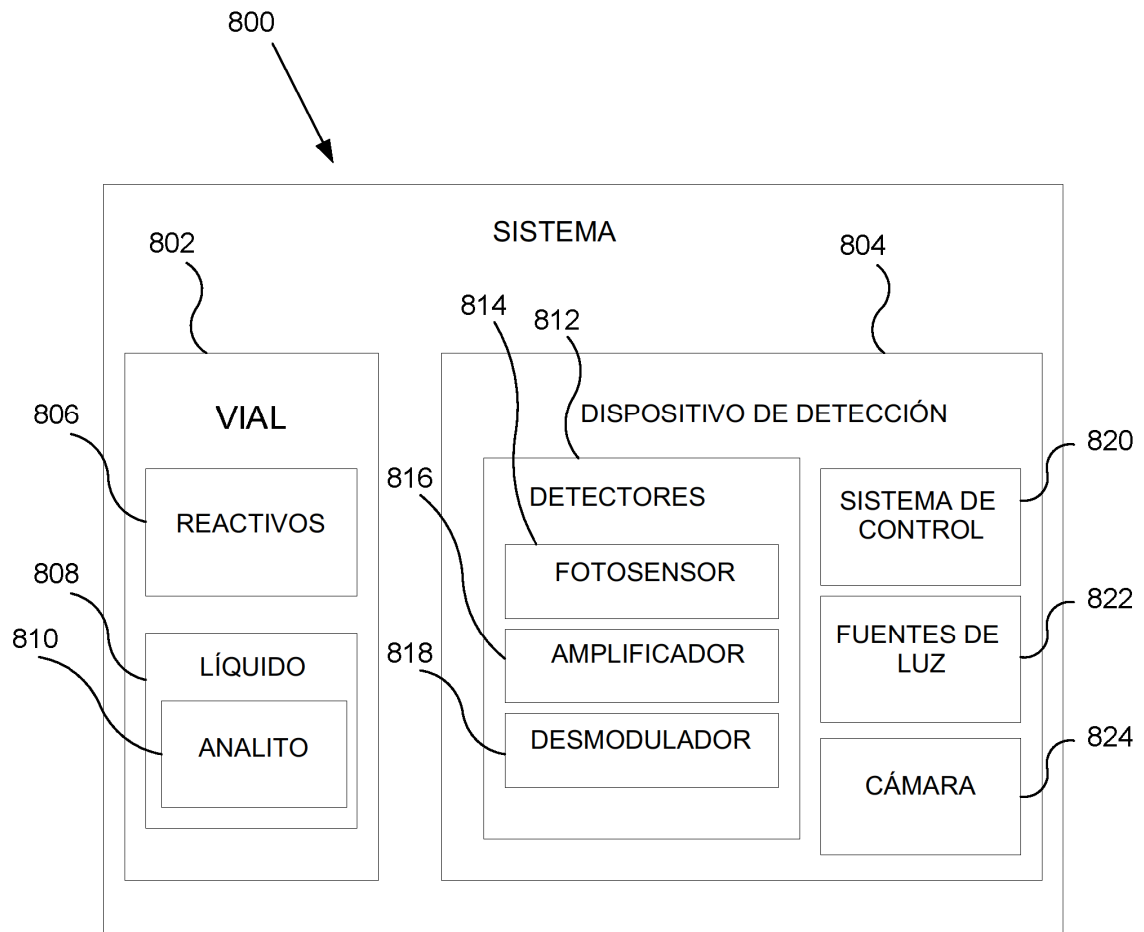 800
SISTEMA
802
804
814
812
VIAL
DISPOSITIVO DE DETECCIÓN
806
820
816
DETECTORES
SISTEMA DE
CONTROL
REACTIVOS
FOTOSENSOR
808
822
810
818
AMPLIFICADOR
FUENTES DE
LUZ
LÍQUIDO
824
ANALITO
DESMODULADOR
CÁMARA